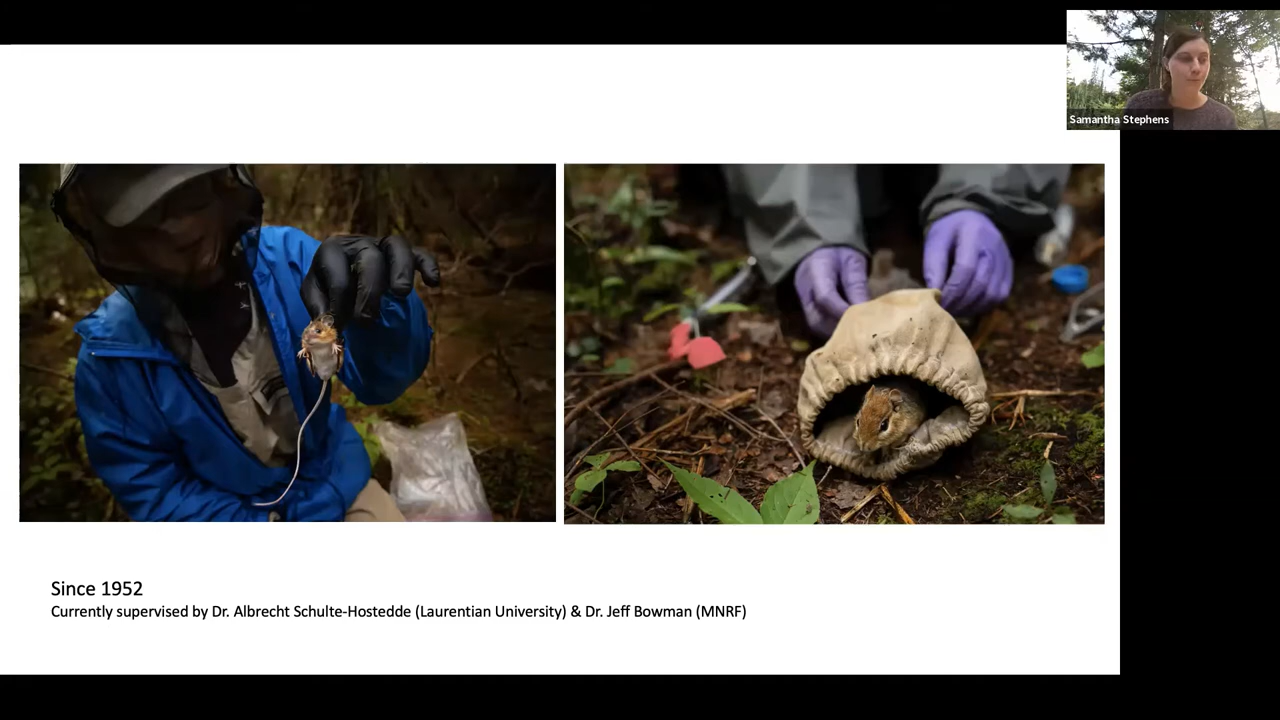 Samantha Stephens
Since 1952
Currently supervised by Dr. Albrecht Schulte-Hostedde (Laurentian University) & Dr. Jeff Bowman (MNRF)